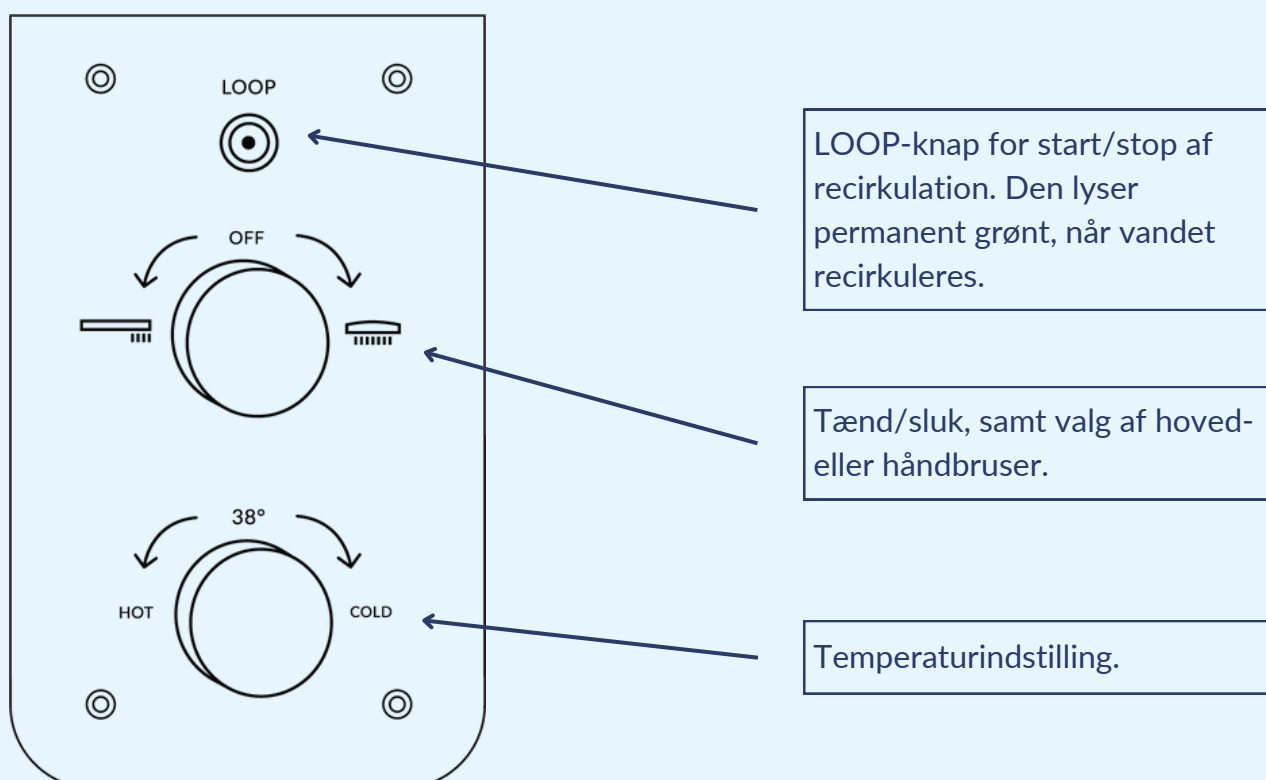 LOOP
LOOP-knap for start/stop af
recirkulation. Den lyser
permanent grønt, når vandet
recirkuleres.
OFF
Tænd/sluk, samt valg af hoved-
eller håndbruser.
38°
HOT
COLD
Temperaturindstilling.